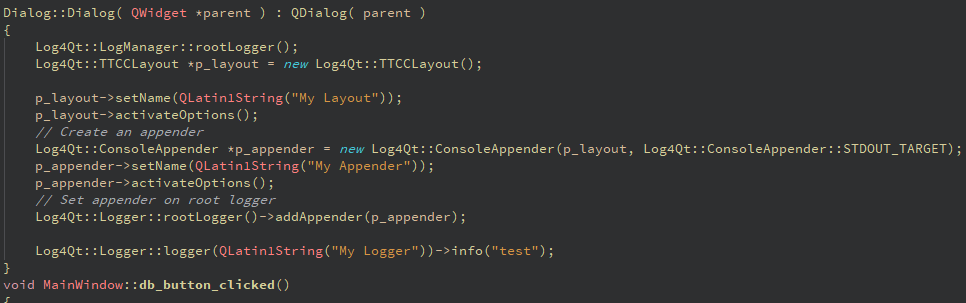 Dialog::Dialog( QWidget *parent ) : QDialog( parent )
{
    Log4Qt::LogManager::rootLogger();
    Log4Qt::TTCCLayout *p_layout = new Log4Qt::TTCCLayout();

    p_layout->setName(QLatin1String("My Layout"));
    p_layout->activateOptions();
    // Create an appender
    Log4Qt::ConsoleAppender *p_appender = new Log4Qt::ConsoleAppender(p_layout, Log4Qt::ConsoleAppender::STDOUT_TARGET);
    p_appender->setName(QLatin1String("My Appender"));
    p_appender->activateOptions();
    // Set appender on root logger
    Log4Qt::Logger::rootLogger()->addAppender(p_appender);

    Log4Qt::Logger::logger(QLatin1String("My Logger"))->info("test");
}
void MainWindow::db_button_clicked()
{